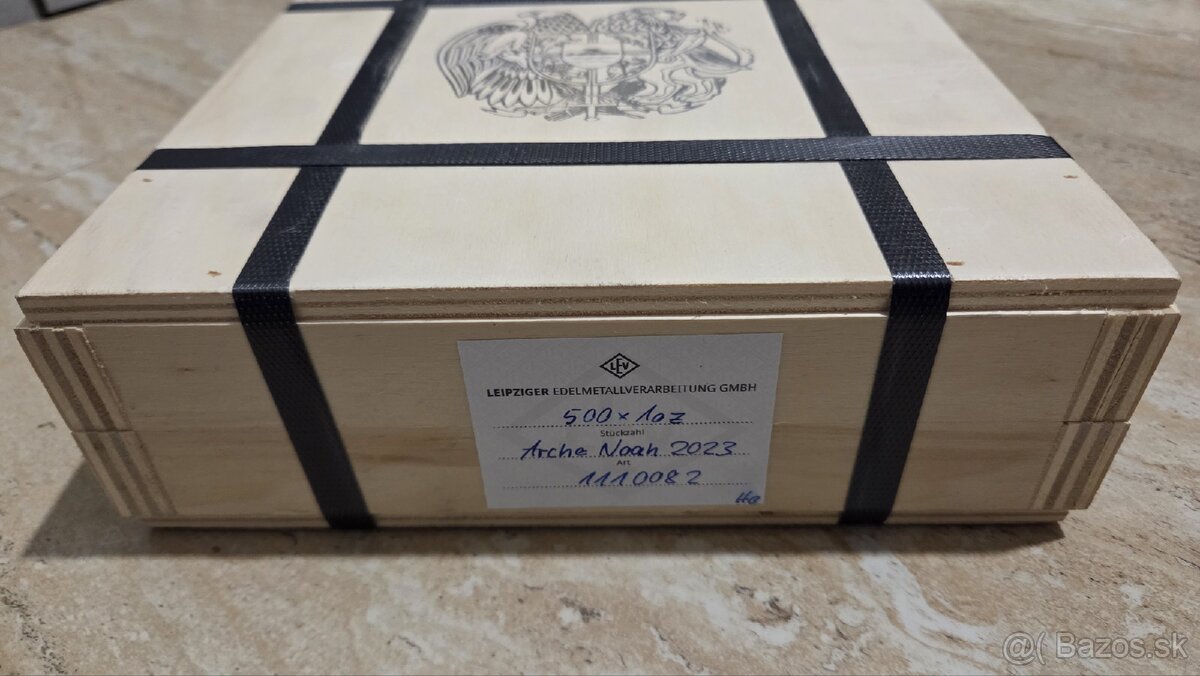 LEV
LEIPZIGER EDELMETALLVERARBEITUNG GMBH
500 x 1oz
Stückzahl
Arche Noah 2023
Art
1110082
@( Bazos.sk